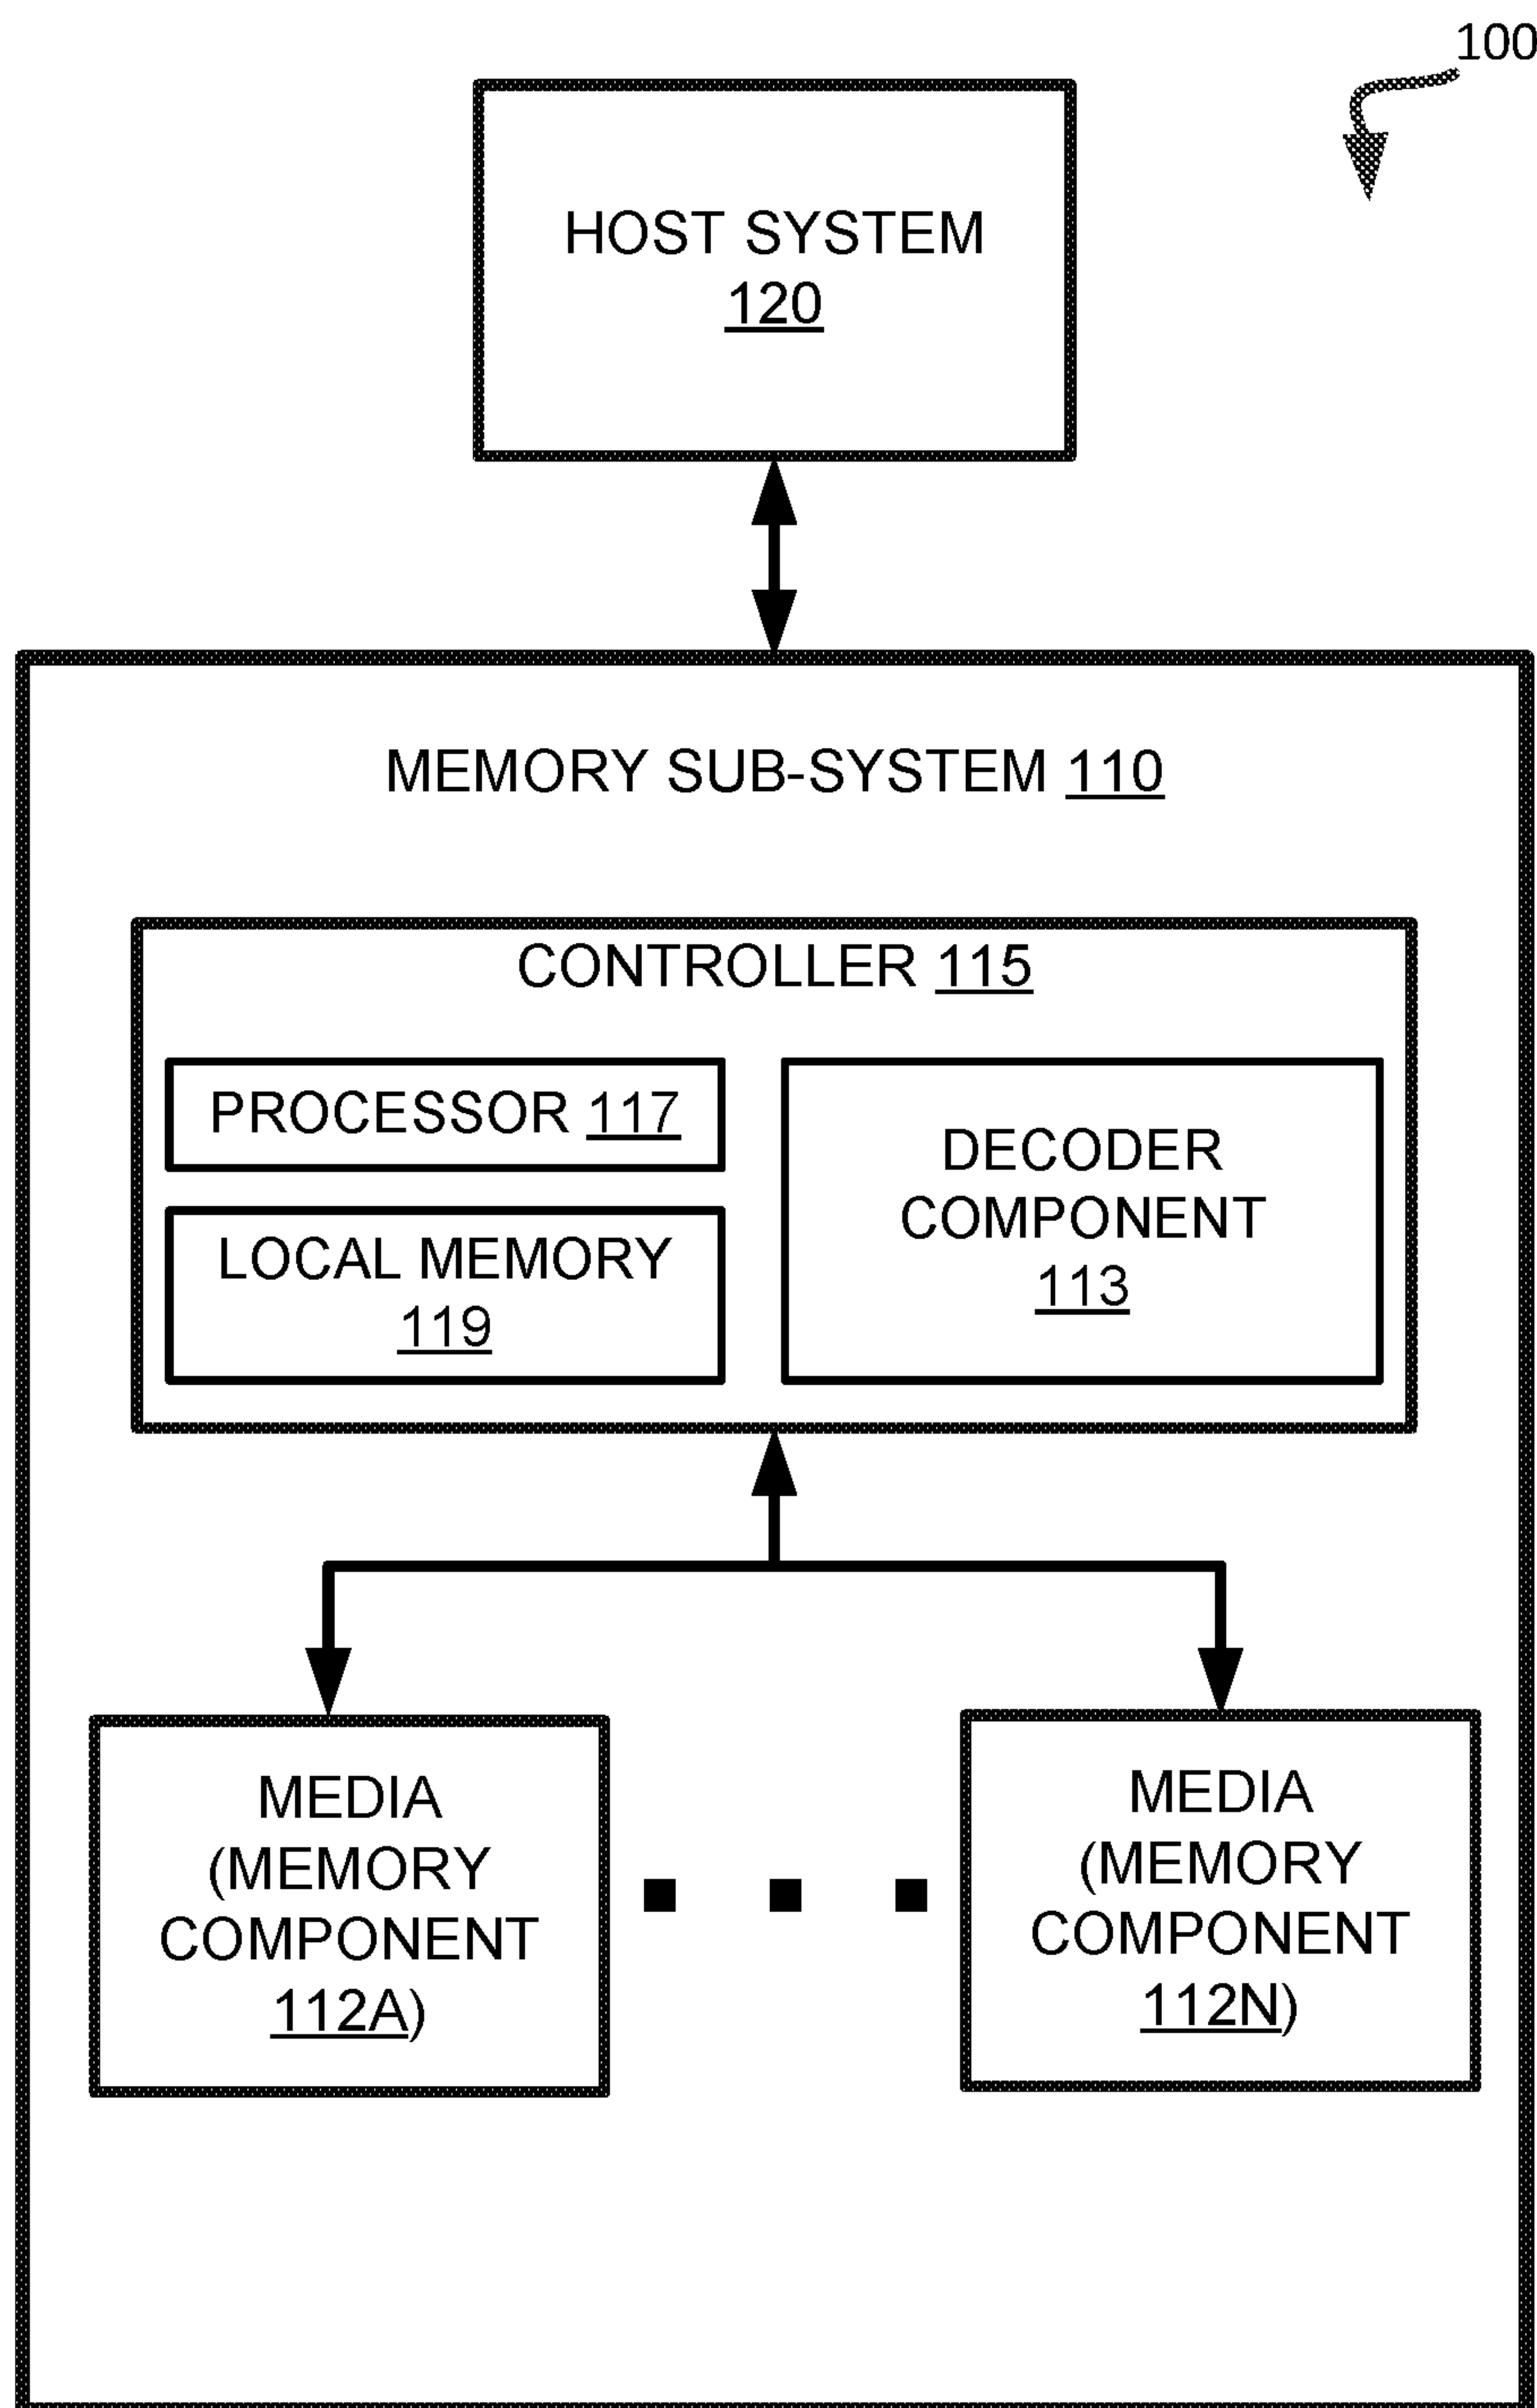 100
HOST SYSTEM
120
MEMORY SUB-SYSTEM 110
CONTROLLER 115
PROCESSOR 117
LOCAL MEMORY
119
DECODER
COMPONENT
113
MEDIA
(MEMORY
COMPONENT
112A)
MEDIA
(MEMORY
COMPONENT
112N)